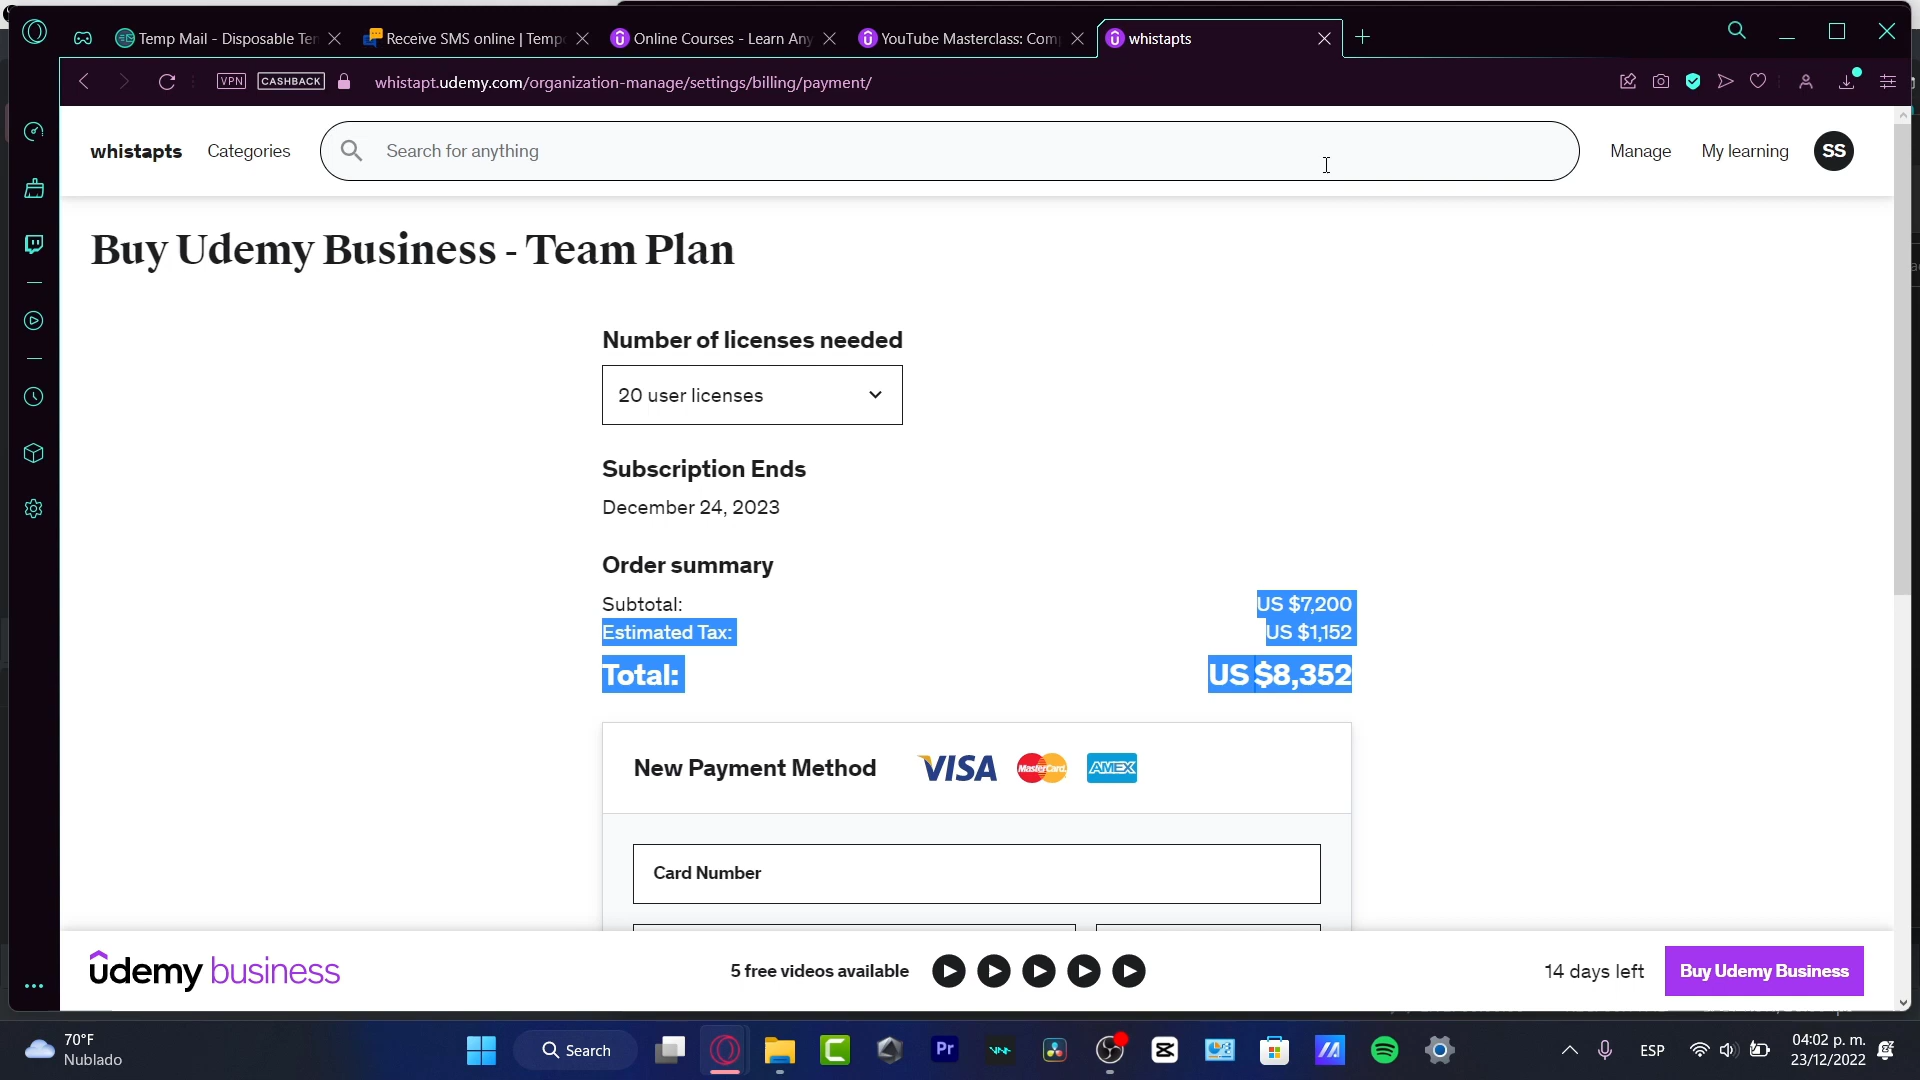 Temp Mail - Disposable Ten
Receive SMS online | Temp
Online Courses - Learn Any
YouTube Masterclass: Com
whistapts
VPN
CASHBACK
whistapt.udemy.com/organization-manage/settings/billing/payment/
whistapts
Categories
Search for anything
Manage
My learning
SS
Buy Udemy Business - Team Plan
Number of licenses needed
20 user licenses
Subscription Ends
December 24, 2023
Order summary
Subtotal: US $7,200
Estimated Tax: US $1,152
Total: US $8,352
New Payment Method
VISA
MasterCard
AMEX
Card Number
udemy business
5 free videos available
14 days left
Buy Udemy Business
70°F
Nublado
Search
Pr
ESP
04:02 p. m.
23/12/2022